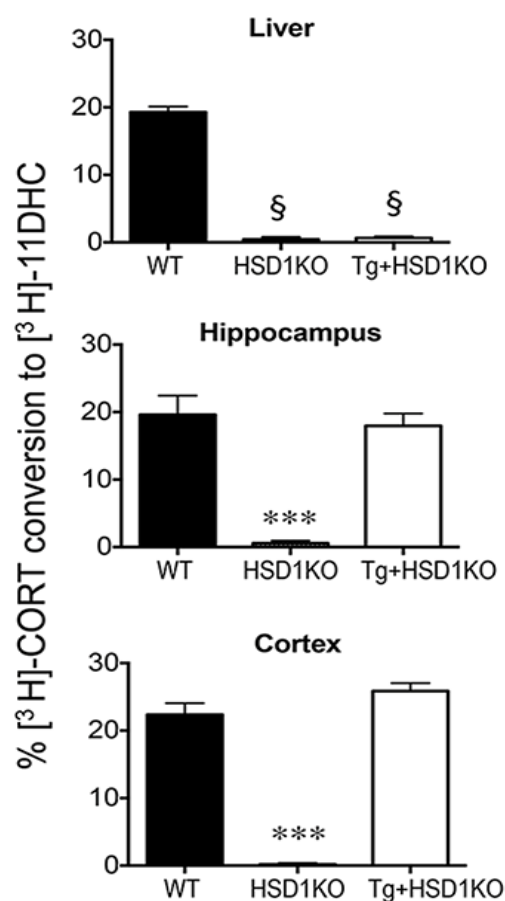 % [³ H]-CORT conversion to [³ H]-11DHC
Liver
30
20
10
0
§ §
WT HSD1KO Tg+HSD1KO
Hippocampus
30
20
10
0
***
WT HSD1KO Tg+HSD1KO
Cortex
30
20
10
0
***
WT HSD1KO Tg+HSD1KO